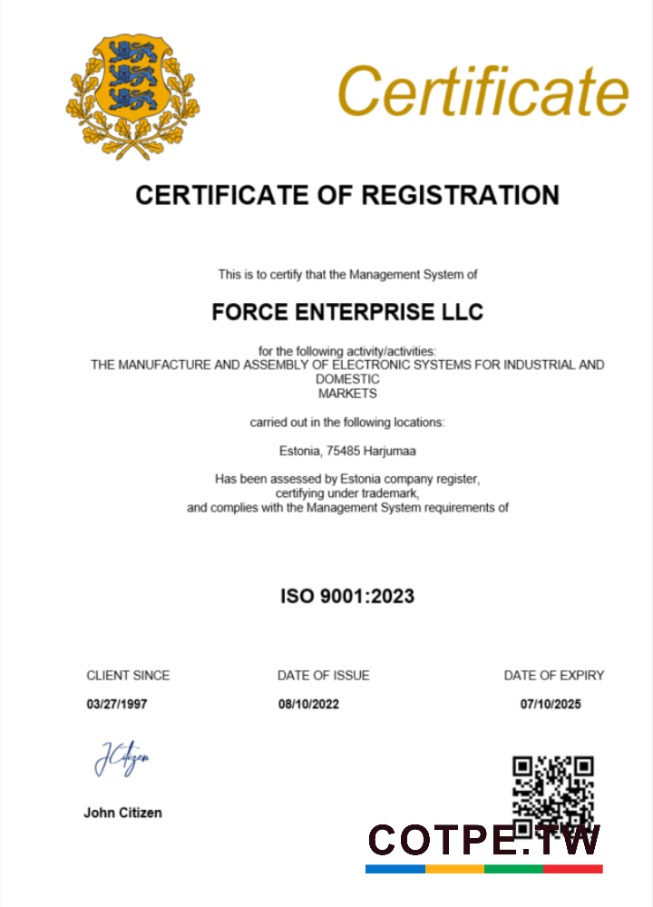 Certificate
CERTIFICATE OF REGISTRATION
This is to certify that the Management System of
FORCE ENTERPRISE LLC
for the following activity/activities:
THE MANUFACTURE AND ASSEMBLY OF ELECTRONIC SYSTEMS FOR INDUSTRIAL AND
DOMESTIC
MARKETS
carried out in the following locations:
Estonia, 75485 Harjumaa
Has been assessed by Estonia company register,
certifying under trademark,
and complies with the Management System requirements of
ISO 9001:2023
CLIENT SINCE DATE OF ISSUE DATE OF EXPIRY
03/27/1997 08/10/2022 07/10/2025
JCitizen
John Citizen
COTPE.TW